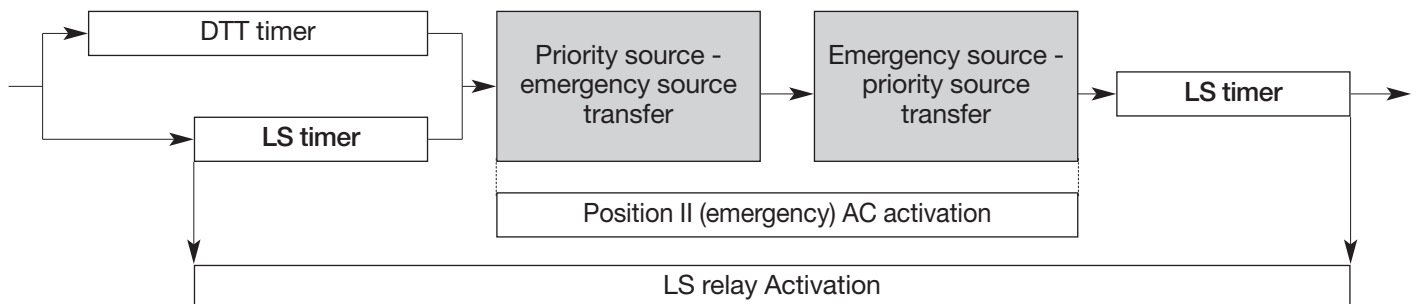 DTT timer
LS timer
Priority source -
emergency source
transfer
Emergency source -
priority source
transfer
LS timer
Position II (emergency) AC activation
LS relay Activation